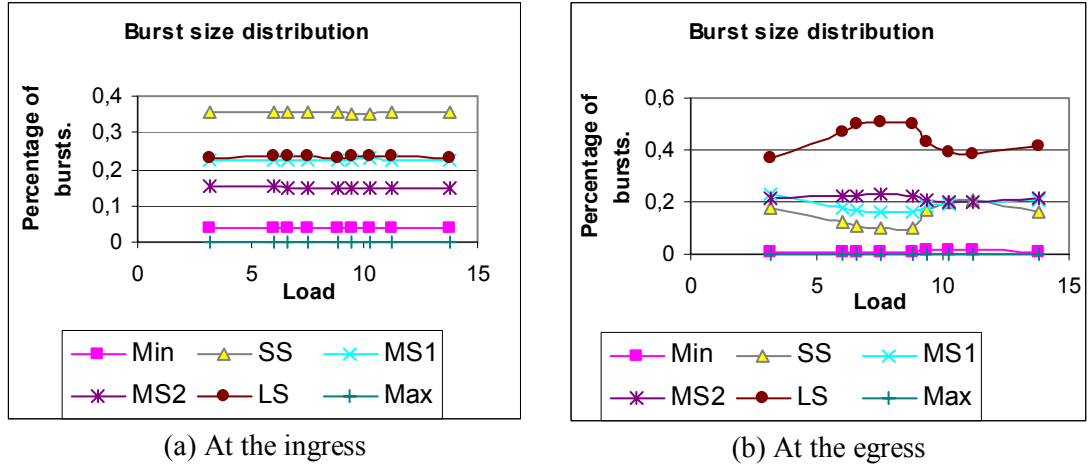 Burst size distribution
Percentage of
bursts.
0,4
0,3
0,2
0,1
0
0
5
10
15
Load
Min
SS
MS1
MS2
LS
Max
(a) At the ingress
Burst size distribution
Percentage of
bursts.
0,6
0,4
0,2
0
0
5
10
15
Load
Min
SS
MS1
MS2
LS
Max
(b) At the egress